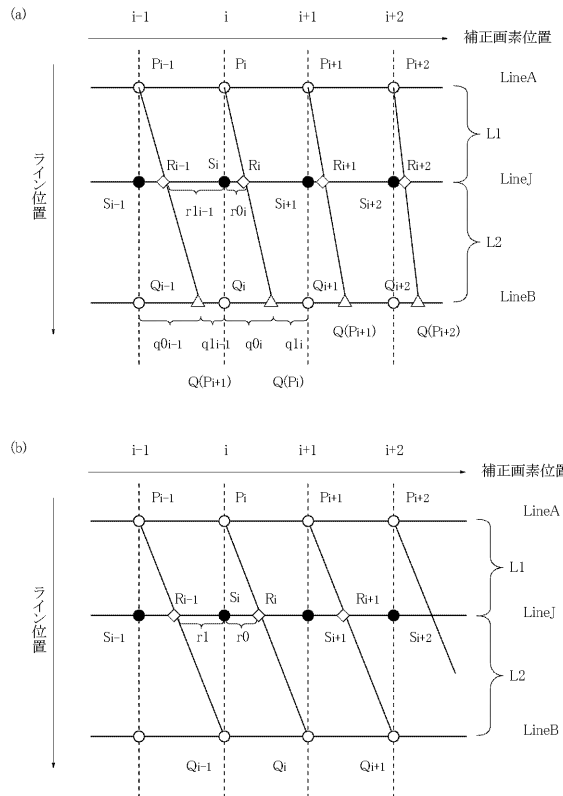 (a)
i-1 i i+1 i+2
補正画素位置
Pi-1 Pi Pi+1 Pi+2
LineA
L1
ライン位置
Ri-1 Si Ri Ri+1 Ri+2
LineJ
Si-1 r1i-1 r0i Si+1 Si+2
L2
Qi-1 Qi Qi+1 Qi+2
LineB
q0i-1 q1i-1 q0i q1i Q(Pi+1) Q(Pi+2)
Q(Pi+1) Q(Pi)
(b)
i-1 i i+1 i+2
補正画素位置
Pi-1 Pi Pi+1 Pi+2
LineA
L1
ライン位置
Ri-1 Si Ri Ri+1
LineJ
Si-1 r1 r0 Si+1 Si+2
L2
LineB
Qi-1 Qi Qi+1